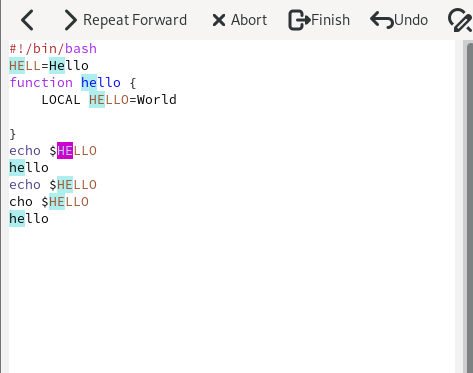 Repeat Forward Abort Finish Undo
#!/bin/bash
HELL=Hello
function hello {
    LOCAL HELLO=World

}
echo $HELLO
hello
echo $HELLO
cho $HELLO
hello